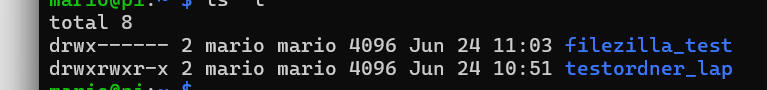 mario@pi:~ $ ls -l
total 8
drwx------ 2 mario mario 4096 Jun 24 11:03 filezilla_test
drwxrwxr-x 2 mario mario 4096 Jun 24 10:51 testordner_lap
mario@pi:~ $